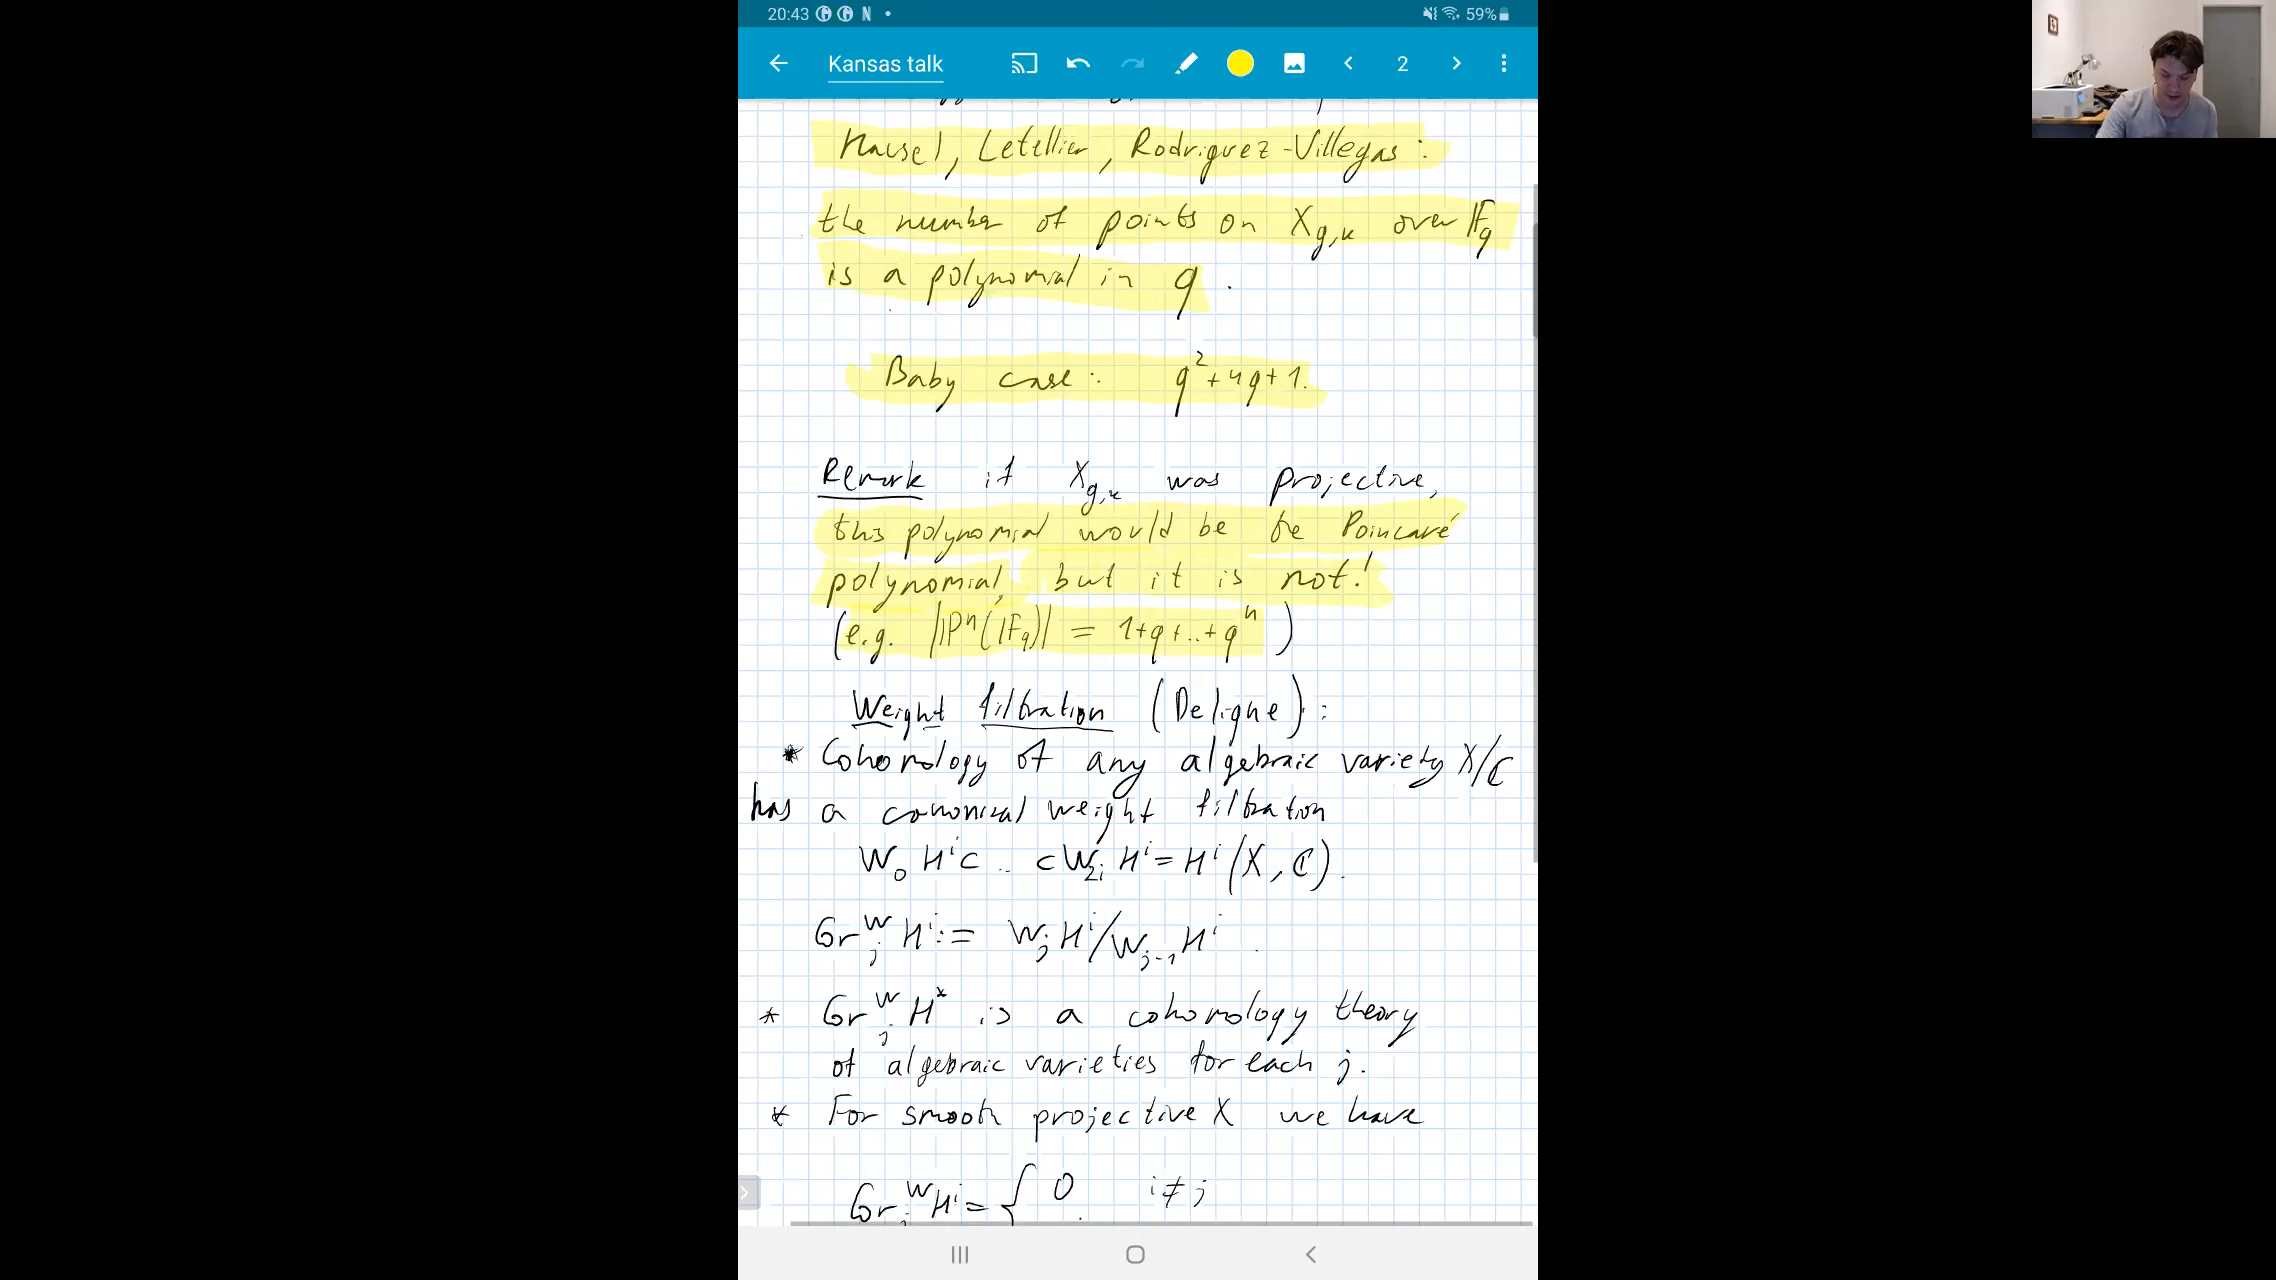 20:43 59%
Kansas talk 2
Hausel, Letellier, Rodriguez-Villegas:
the number of points on X_{g,k} over 𝔽_q
is a polynomial in q.
Baby case: q²+4q+1.
Remark if X_{g,k} was projective,
this polynomial would be the Poincaré
polynomial, but it is not!
(e.g. |ℙⁿ(𝔽_q)| = 1+q+..+qⁿ)
Weight filtration (Deligne):
* Cohomology of any algebraic variety X/ℂ
has a canonical weight filtration
W_0 H^i ⊂ .. ⊂ W_{2i} H^i = H^i(X, ℂ).
Gr_j^W H^i := W_j H^i / W_{j-1} H^i.
* Gr_j^W H^* is a cohomology theory
of algebraic varieties for each j.
* For smooth projective X we have
Gr_j^W H^i = { 0 i≠j